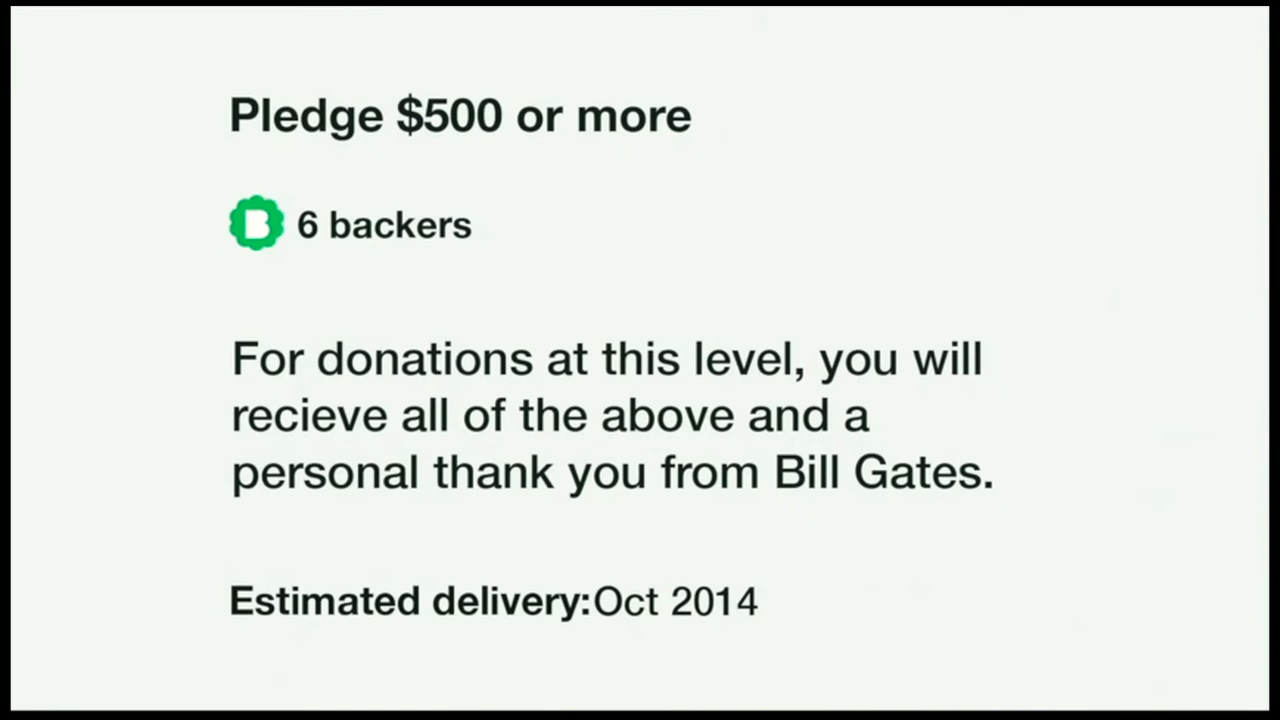 Pledge $500 or more
B 6 backers
For donations at this level, you will
recieve all of the above and a
personal thank you from Bill Gates.
Estimated delivery:Oct 2014